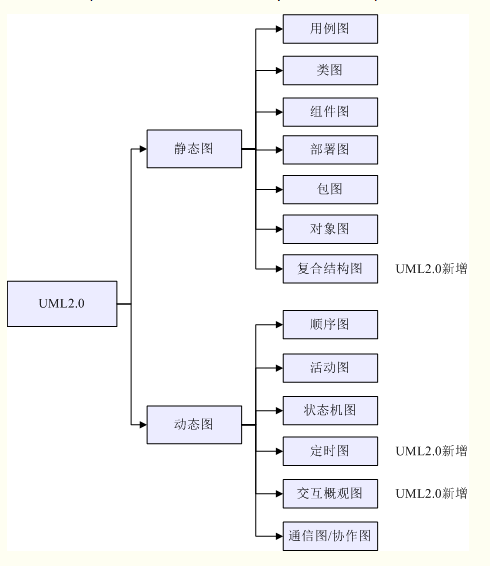 用例图
类图
组件图
部署图
静态图
包图
对象图
复合结构图 UML2.0新增
UML2.0
顺序图
活动图
状态机图
动态图
定时图 UML2.0新增
交互概观图 UML2.0新增
通信图/协作图